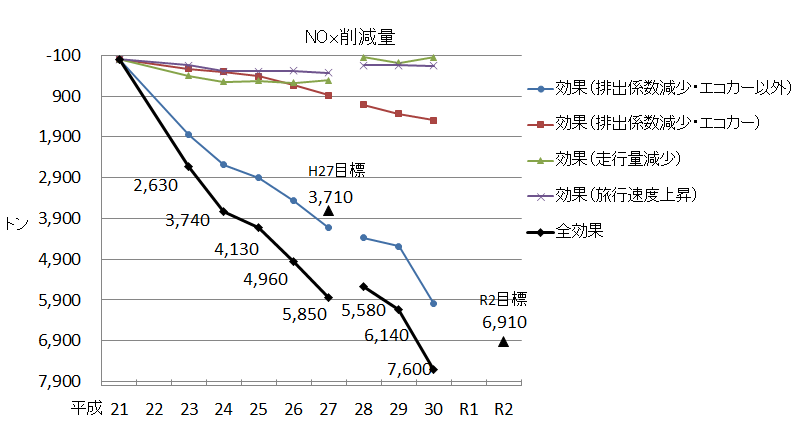 NOx削減量
-100
900
1,900
2,900
3,900
4,900
5,900
6,900
7,900
トン
2,630
3,740
4,130
4,960
5,850
H27目標
3,710
5,580
6,140
7,600
R2目標
6,910
平成 21 22 23 24 25 26 27 28 29 30 R1 R2
効果（排出係数減少・エコカー以外）
効果（排出係数減少・エコカー）
効果（走行量減少）
効果（旅行速度上昇）
全効果